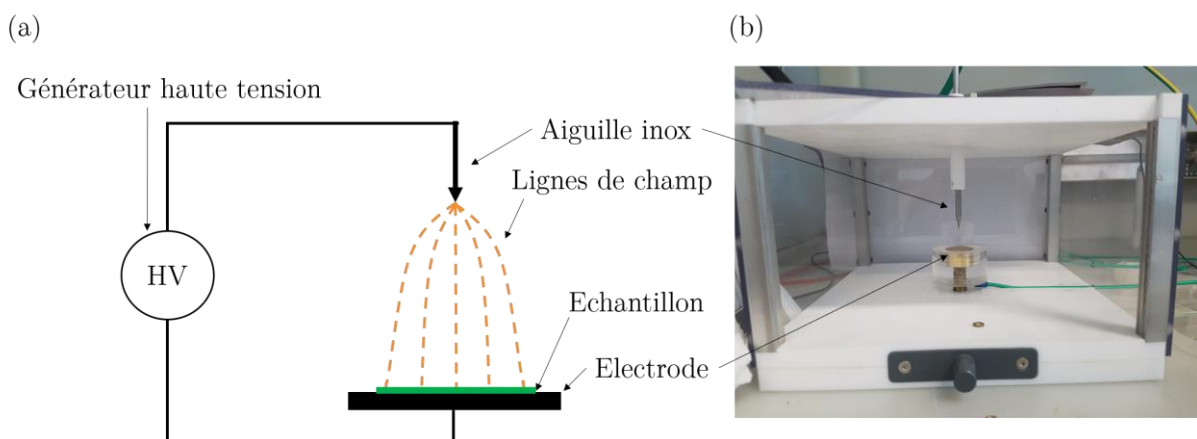 (a)
(b)
Générateur haute tension
Aiguille inox
Lignes de champ
HV
Echantillon
Electrode